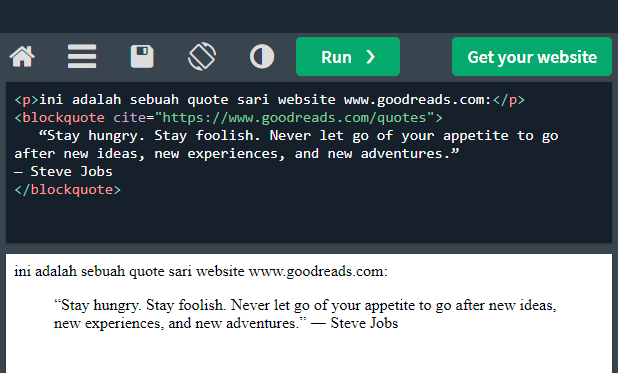 Run ❯
Get your website
<p>ini adalah sebuah quote sari website www.goodreads.com:</p>
<blockquote cite="https://www.goodreads.com/quotes">
“Stay hungry. Stay foolish. Never let go of your appetite to go
after new ideas, new experiences, and new adventures.”
― Steve Jobs
</blockquote>
ini adalah sebuah quote sari website www.goodreads.com:
“Stay hungry. Stay foolish. Never let go of your appetite to go after new ideas,
new experiences, and new adventures.” ― Steve Jobs